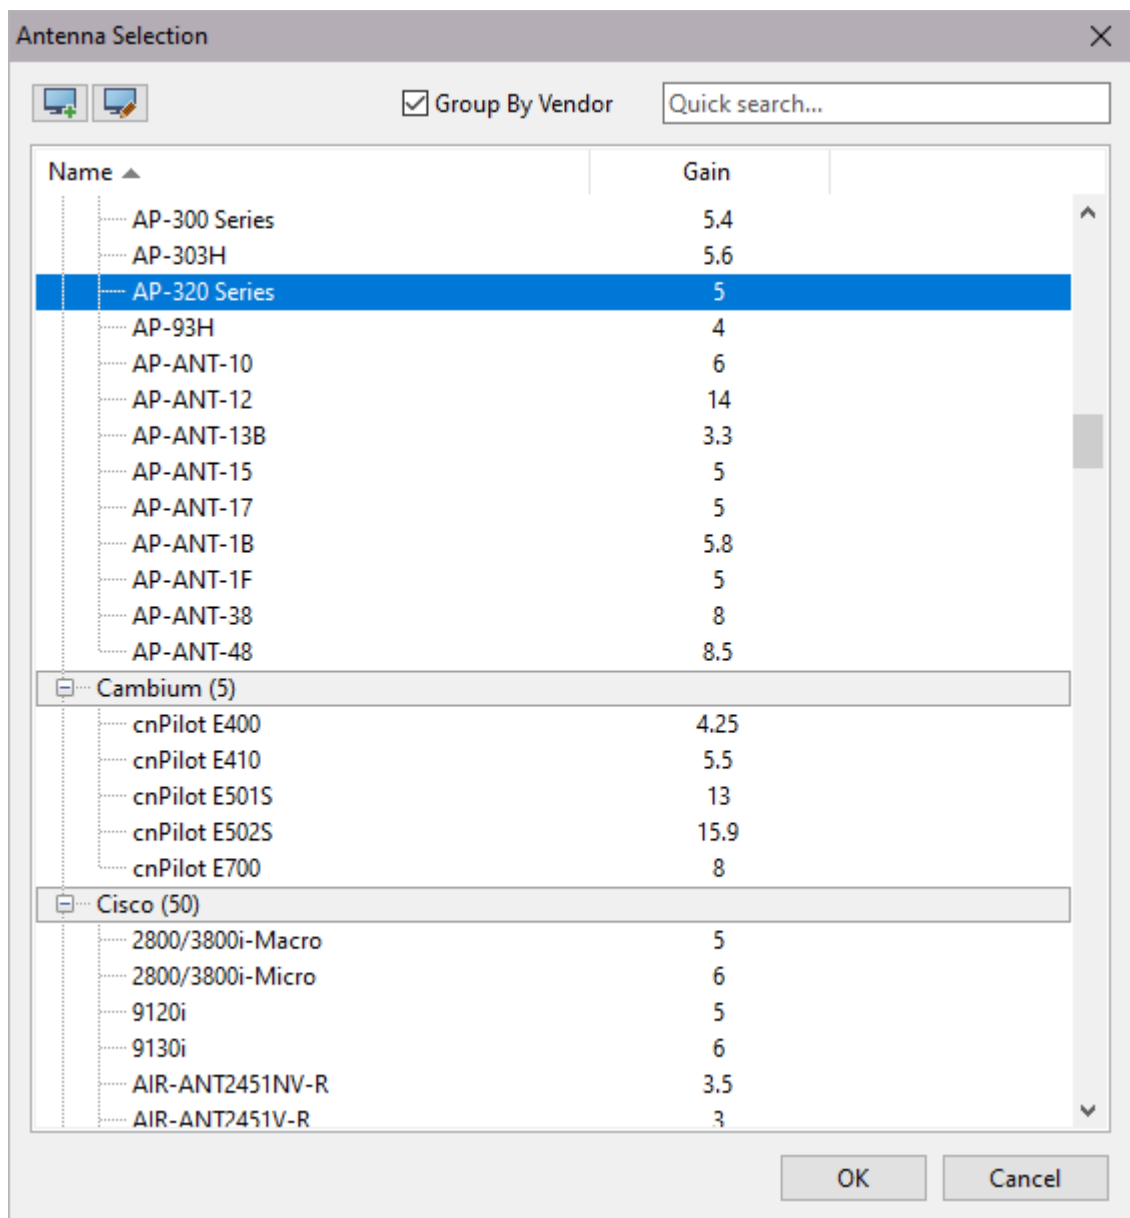 Antenna Selection
Group By Vendor Quick search...
Name Gain
AP-300 Series 5.4
AP-303H 5.6
AP-320 Series 5
AP-93H 4
AP-ANT-10 6
AP-ANT-12 14
AP-ANT-13B 3.3
AP-ANT-15 5
AP-ANT-17 5
AP-ANT-1B 5.8
AP-ANT-1F 5
AP-ANT-38 8
AP-ANT-48 8.5
Cambium (5)
cnPilot E400 4.25
cnPilot E410 5.5
cnPilot E501S 13
cnPilot E502S 15.9
cnPilot E700 8
Cisco (50)
2800/3800i-Macro 5
2800/3800i-Micro 6
9120i 5
9130i 6
AIR-ANT2451NV-R 3.5
AIR-ANT2451V-R 3
OK Cancel